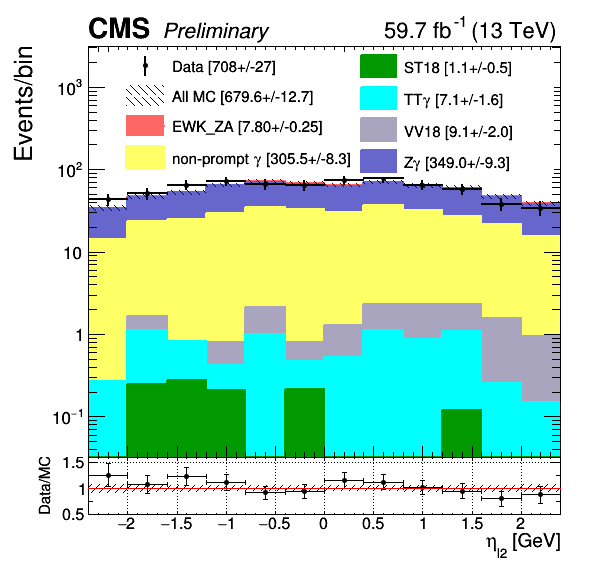 CMS Preliminary 59.7 fb⁻¹ (13 TeV)
Events/bin
Data [708+/-27]
All MC [679.6+/-12.7]
EWK_ZA [7.80+/-0.25]
non-prompt γ [305.5+/-8.3]
ST18 [1.1+/-0.5]
TTγ [7.1+/-1.6]
VV18 [9.1+/-2.0]
Zγ [349.0+/-9.3]
10³
10²
10
1
10⁻¹
Data/MC
1.5
1
0.5
−2 −1.5 −1 −0.5 0 0.5 1 1.5 2
η_l2 [GeV]